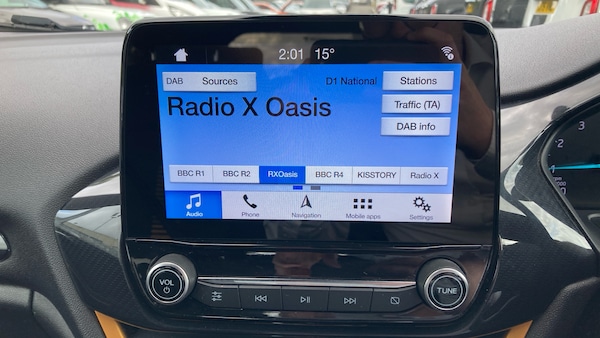 2:01 15°
DAB Sources D1 National Stations
Radio X Oasis
Traffic (TA)
DAB info
BBC R1 BBC R2 RXOasis BBC R4 KISSTORY Radio X
Audio Phone Navigation Mobile apps Settings
VOL TUNE